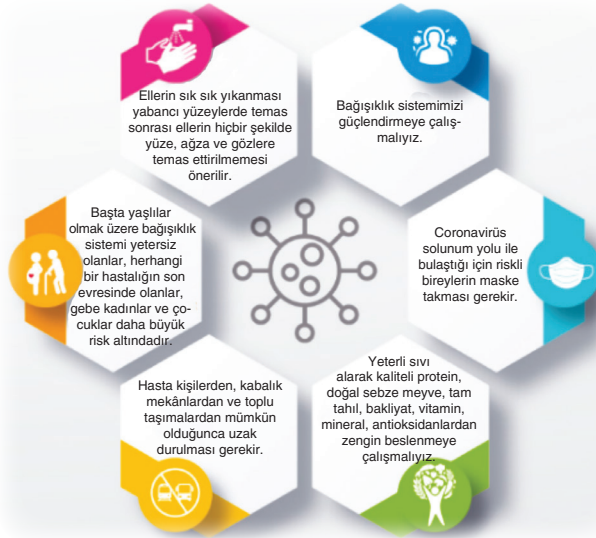 Ellerin sık sık yıkanması
yabancı yüzeylerde temas
sonrası ellerin hiçbir şekilde
yüze, ağza ve gözlere
temas ettirilmemesi
önerilir.
Bağışıklık sistemimizi
güçlendirmeye çalış-
malıyız.
Başta yaşlılar
olmak üzere bağışıklık
sistemi yetersiz
olanlar, herhangi
bir hastalığın son
evresinde olanlar,
gebe kadınlar ve ço-
cuklar daha büyük
risk altındadır.
Coronavirüs
solunum yolu ile
bulaştığı için riskli
bireylerin maske
takması gerekir.
Hasta kişilerden, kabalık
mekânlardan ve toplu
taşımalardan mümkün
olduğunca uzak
durulması gerekir.
Yeterli sıvı
alarak kaliteli protein,
doğal sebze meyve, tam
tahıl, bakliyat, vitamin,
mineral, antioksidanlardan
zengin beslenmeye
çalışmalıyız.